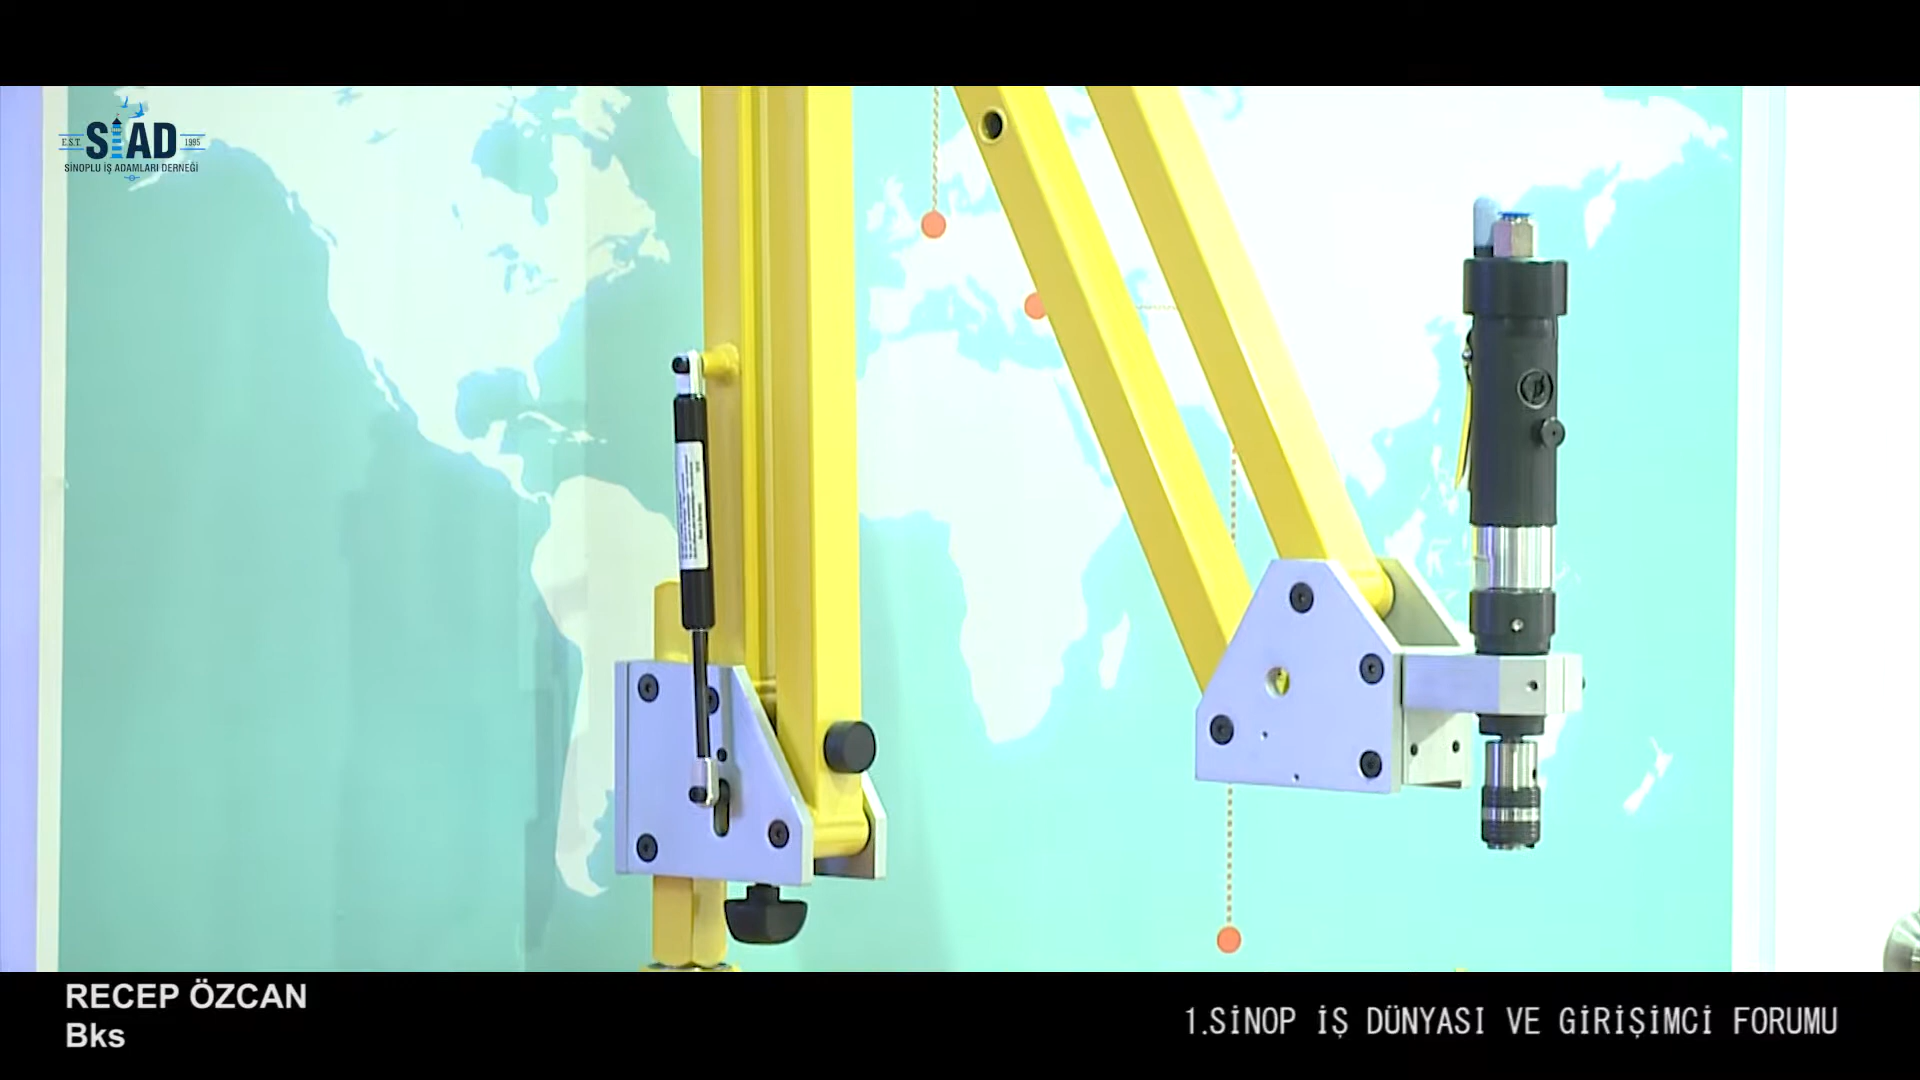 E.S.T. SİAD 1995
SİNOPLU İŞ ADAMLARI DERNEĞİ
RECEP ÖZCAN
Bks
1.SİNOP İŞ DÜNYASI VE GİRİŞİMCİ FORUMU